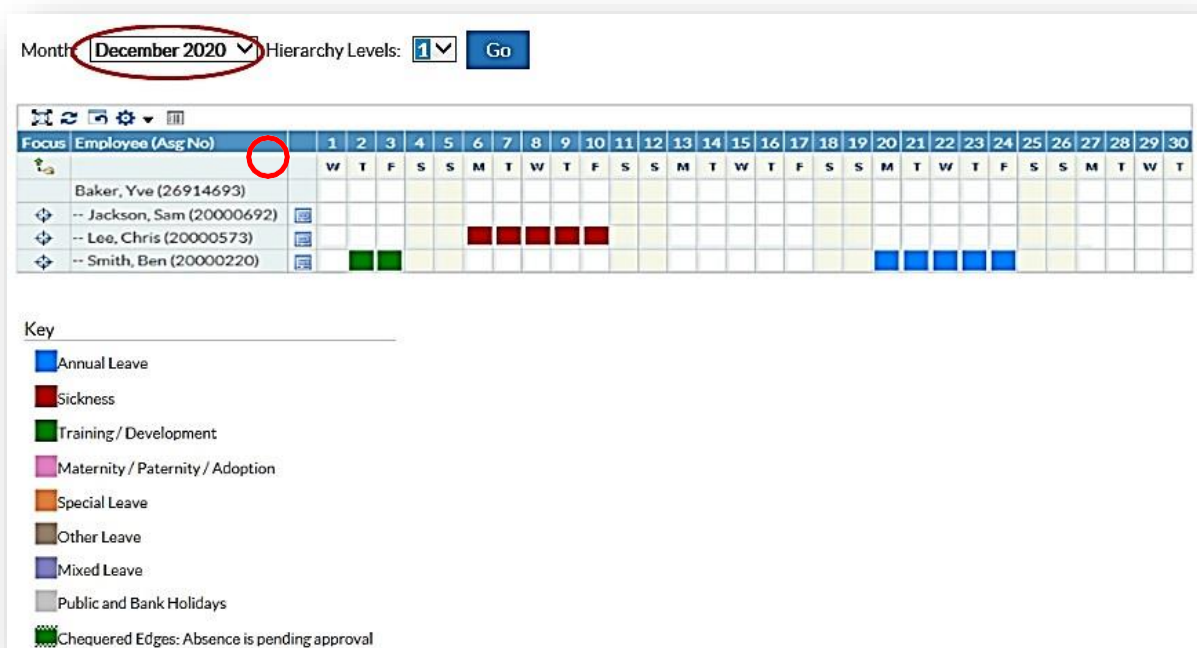 Month: December 2020 Hierarchy Levels: 1 Go
Focus Employee (Asg No) 1 2 3 4 5 6 7 8 9 10 11 12 13 14 15 16 17 18 19 20 21 22 23 24 25 26 27 28 29 30
W T F S S M T W T F S S M T W T F S S M T W T F S S M T W T
Baker, Yve (26914693)
-- Jackson, Sam (20000692)
-- Lee, Chris (20000573)
-- Smith, Ben (20000220)
Key
Annual Leave
Sickness
Training / Development
Maternity / Paternity / Adoption
Special Leave
Other Leave
Mixed Leave
Public and Bank Holidays
Chequered Edges: Absence is pending approval